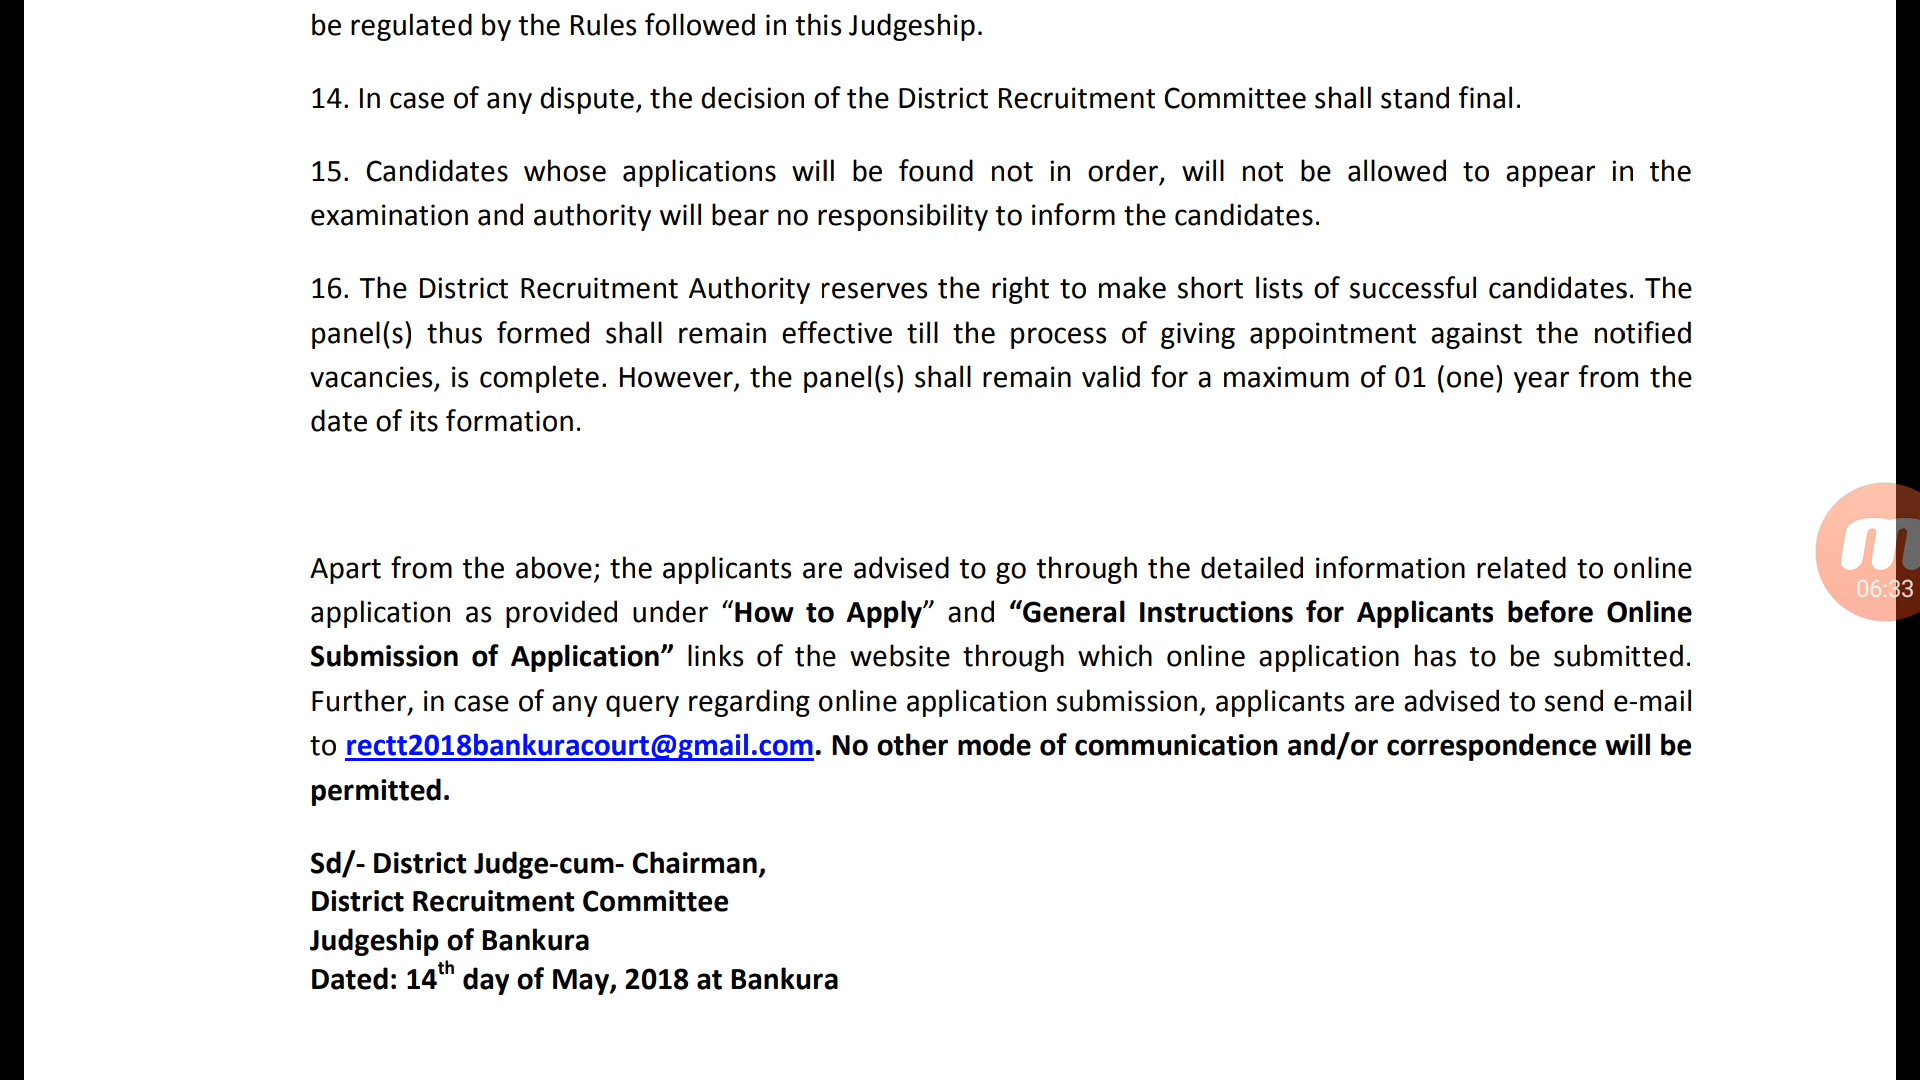 be regulated by the Rules followed in this Judgeship.
14. In case of any dispute, the decision of the District Recruitment Committee shall stand final.
15. Candidates whose applications will be found not in order, will not be allowed to appear in the
examination and authority will bear no responsibility to inform the candidates.
16. The District Recruitment Authority reserves the right to make short lists of successful candidates. The
panel(s) thus formed shall remain effective till the process of giving appointment against the notified
vacancies, is complete. However, the panel(s) shall remain valid for a maximum of 01 (one) year from the
date of its formation.
Apart from the above; the applicants are advised to go through the detailed information related to online
application as provided under “How to Apply” and “General Instructions for Applicants before Online
Submission of Application” links of the website through which online application has to be submitted.
Further, in case of any query regarding online application submission, applicants are advised to send e-mail
to rectt2018bankuracourt@gmail.com. No other mode of communication and/or correspondence will be
permitted.
Sd/- District Judge-cum- Chairman,
District Recruitment Committee
Judgeship of Bankura
Dated: 14th day of May, 2018 at Bankura
06:33